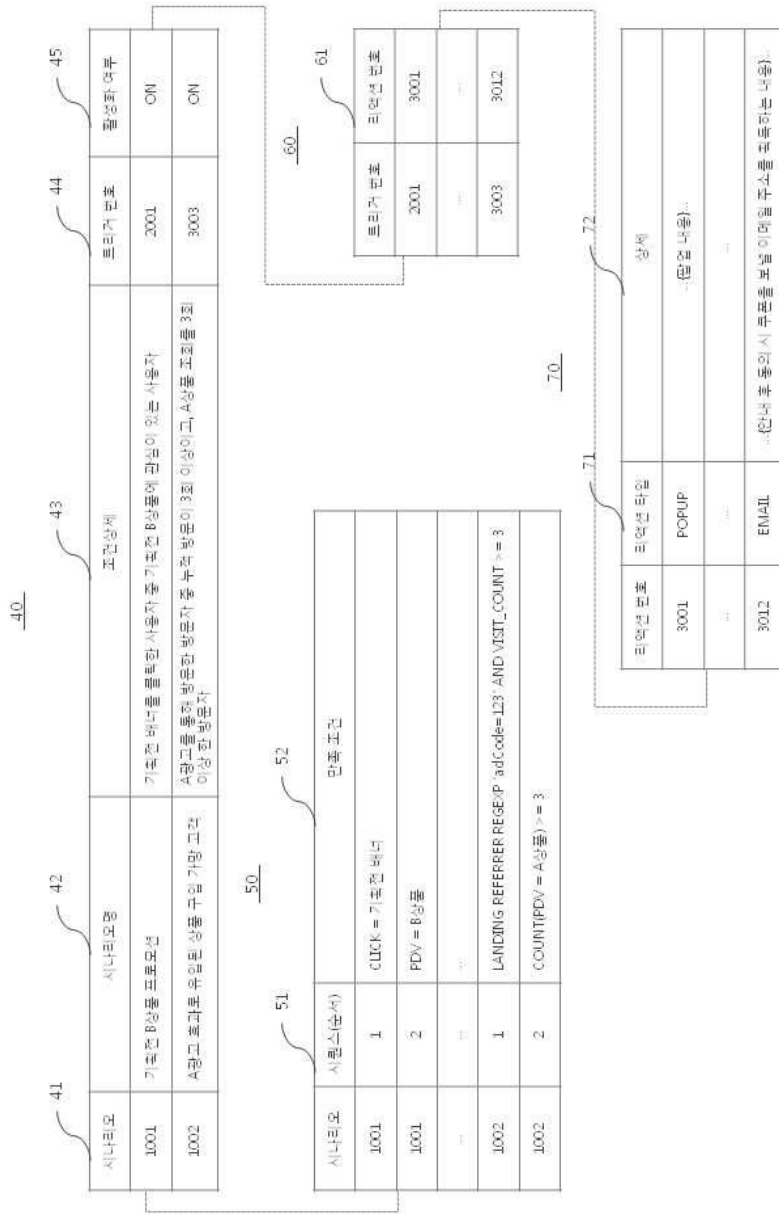 40
41
42
43
44
45
시나리오 시나리오명 조건상세 트리거 번호 활성화 여부
1001 기획전 B상품 프로모션 기획전 배너를 클릭한 사용자 중 기획전 B상품에 관심이 있는 사용자 2001 ON
1002 A광고 효과로 유입된 상품 구입 가망 고객 A광고를 통해 방문한 방문자 중 누적 방문이 3회 이상이고, A상품 조회를 3회
이상 한 방문자 3003 ON
50
51
52
시나리오 시퀀스(순서) 만족 조건
1001 1 CLICK = 기획전 배너
1001 2 PDV = B상품
... ... ...
1002 1 LANDING REFERRER REGEXP 'adCode=123' AND VISIT_COUNT >= 3
1002 2 COUNT(PDV = A상품) >= 3
60
61
트리거 번호 리액션 번호
2001 3001
... ...
3003 3012
70
71
72
리액션 번호 리액션 타입 상세
3001 POPUP ...{팝업 내용}...
... ... ...
3012 EMAIL ...{안내 후 동의 시 쿠폰을 보낼 이메일 주소를 획득하는 내용}...